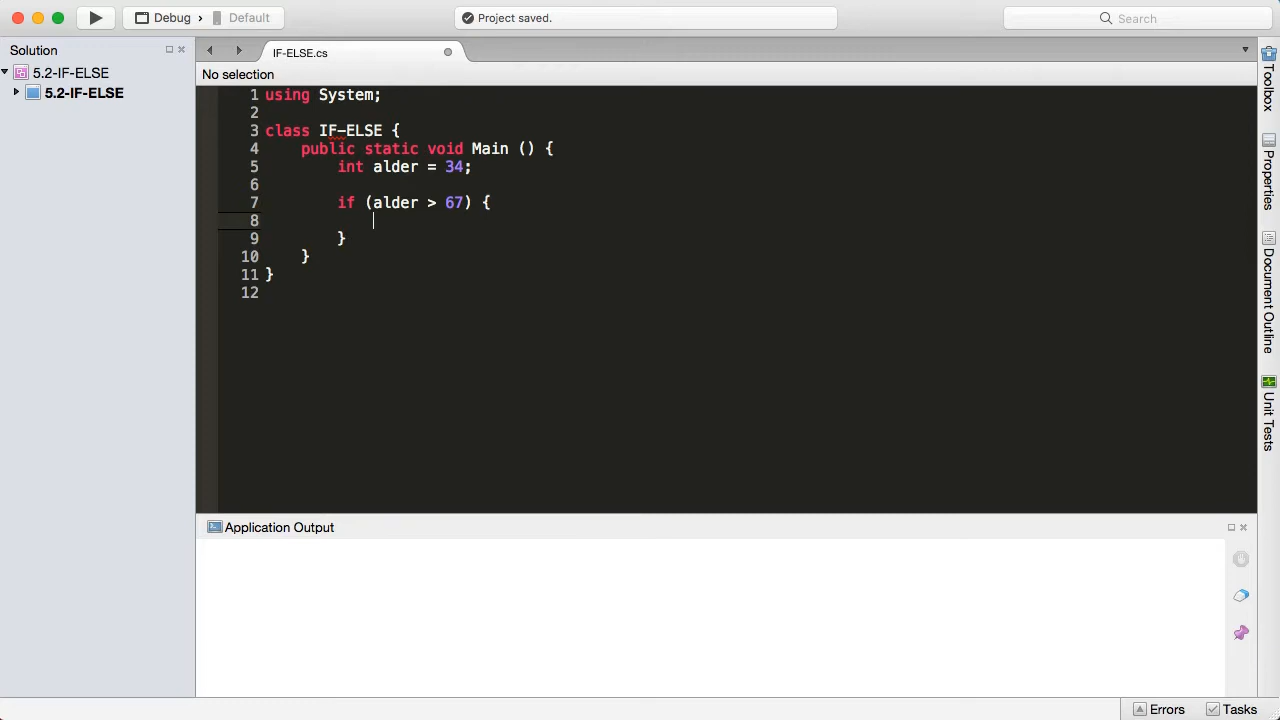 Debug
Default
Project saved.
Search
Solution
5.2-IF-ELSE
5.2-IF-ELSE
IF-ELSE.cs
No selection
1 using System;
2
3 class IF-ELSE {
4 public static void Main () {
5 int alder = 34;
6
7 if (alder > 67) {
8
9 }
10 }
11 }
12
Application Output
Toolbox
Properties
Document Outline
Unit Tests
Errors
Tasks